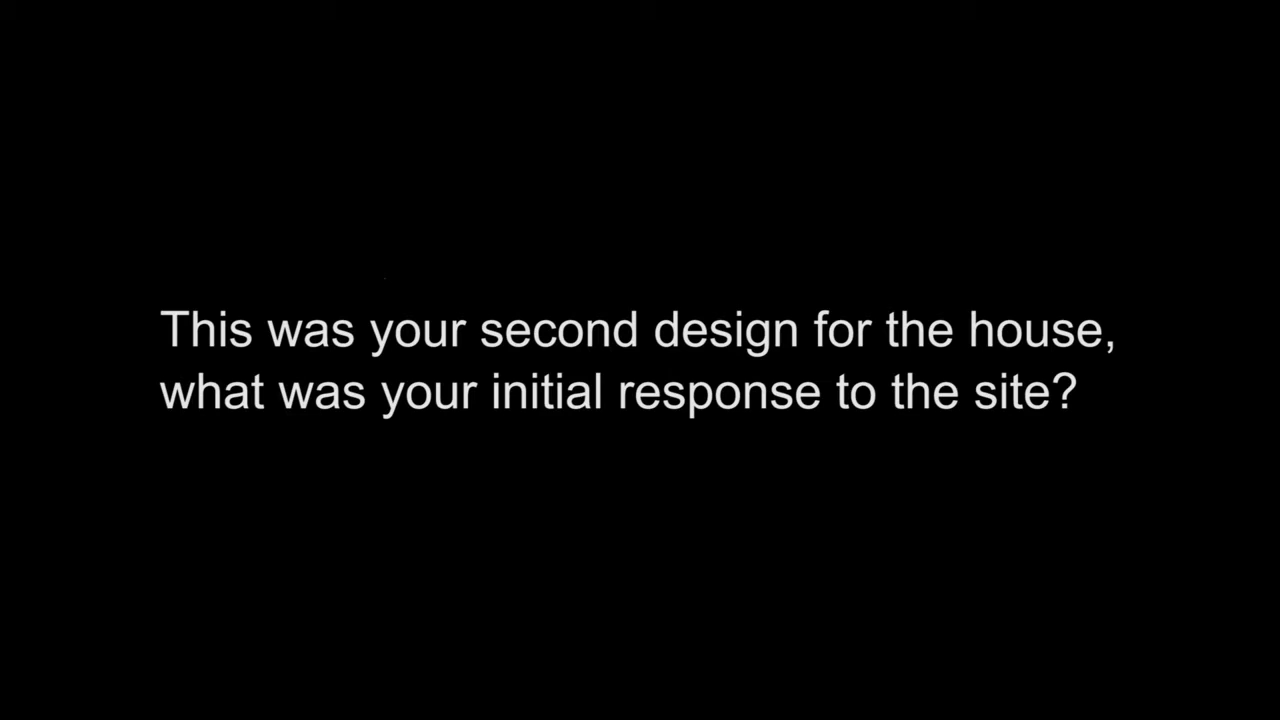 This was your second design for the house,
what was your initial response to the site?